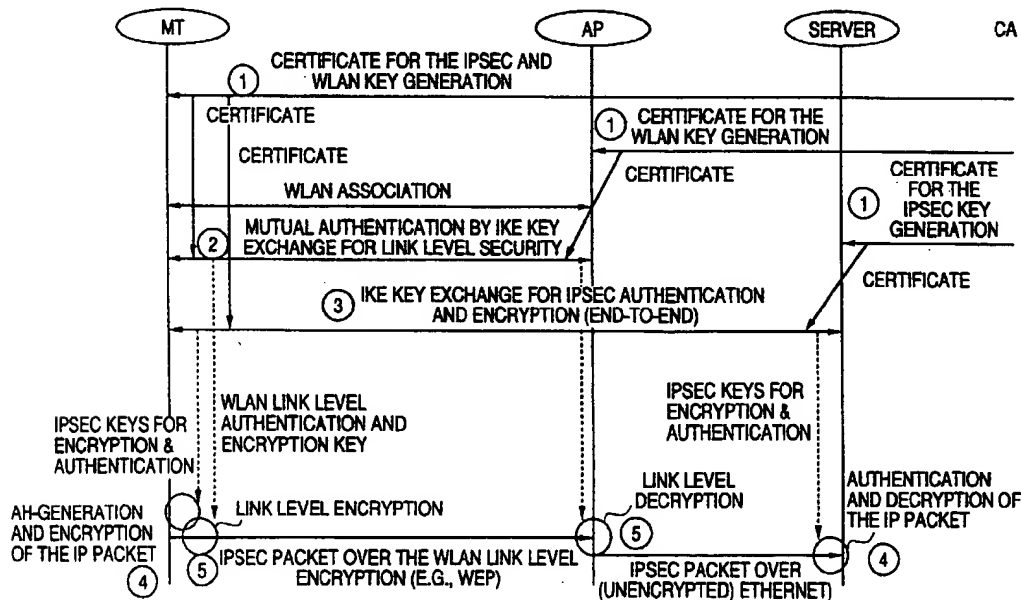 MT
AP
SERVER
CA
CERTIFICATE FOR THE IPSEC AND
WLAN KEY GENERATION
1
CERTIFICATE
CERTIFICATE
1
CERTIFICATE FOR THE
WLAN KEY GENERATION
CERTIFICATE
CERTIFICATE
FOR THE
IPSEC KEY
GENERATION
1
CERTIFICATE
WLAN ASSOCIATION
MUTUAL AUTHENTICATION BY IKE KEY
EXCHANGE FOR LINK LEVEL SECURITY
2
3
IKE KEY EXCHANGE FOR IPSEC AUTHENTICATION
AND ENCRYPTION (END-TO-END)
IPSEC KEYS FOR
ENCRYPTION &
AUTHENTICATION
WLAN LINK LEVEL
AUTHENTICATION AND
ENCRYPTION KEY
IPSEC KEYS FOR
ENCRYPTION &
AUTHENTICATION
AH-GENERATION
AND ENCRYPTION
OF THE IP PACKET
4
LINK LEVEL ENCRYPTION
5
IPSEC PACKET OVER THE WLAN LINK LEVEL
ENCRYPTION (E.G., WEP)
LINK LEVEL
DECRYPTION
5
IPSEC PACKET OVER
(UNENCRYPTED) ETHERNET
AUTHENTICATION
AND DECRYPTION OF
THE IP PACKET
4